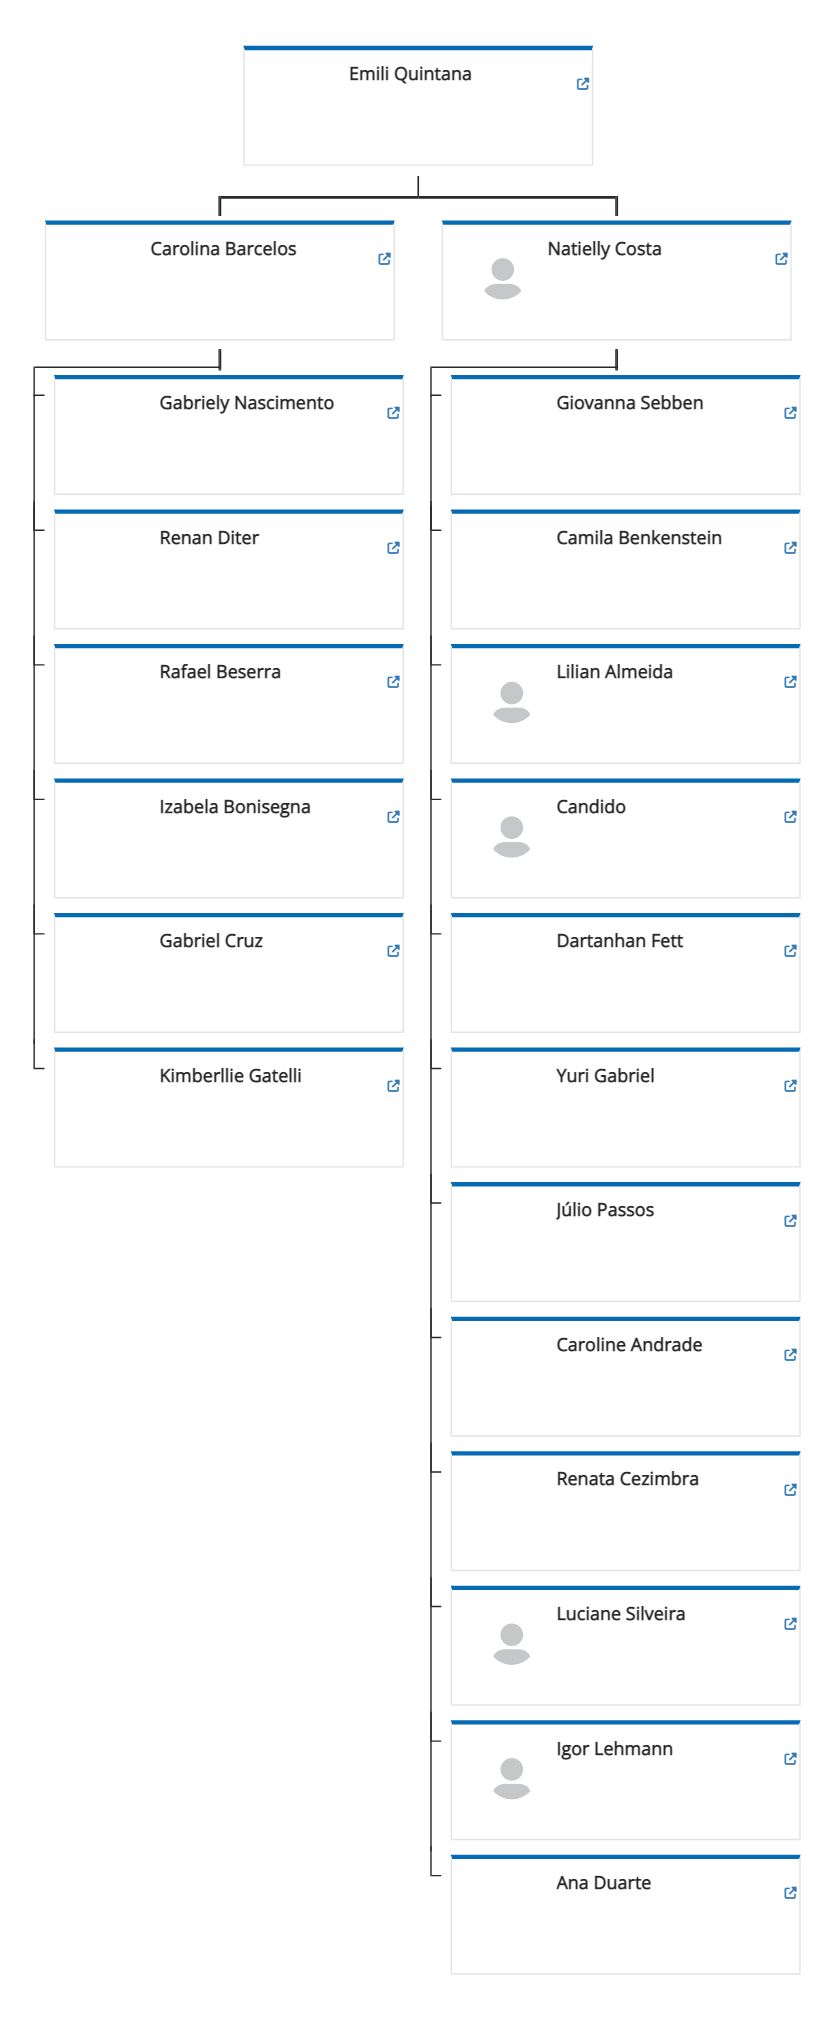 Emili Quintana
Carolina Barcelos
Natielly Costa
Gabriely Nascimento
Renan Diter
Rafael Beserra
Izabela Bonisegna
Gabriel Cruz
Kimberllie Gatelli
Giovanna Sebben
Camila Benkenstein
Lilian Almeida
Candido
Dartanhan Fett
Yuri Gabriel
Júlio Passos
Caroline Andrade
Renata Cezimbra
Luciane Silveira
Igor Lehmann
Ana Duarte